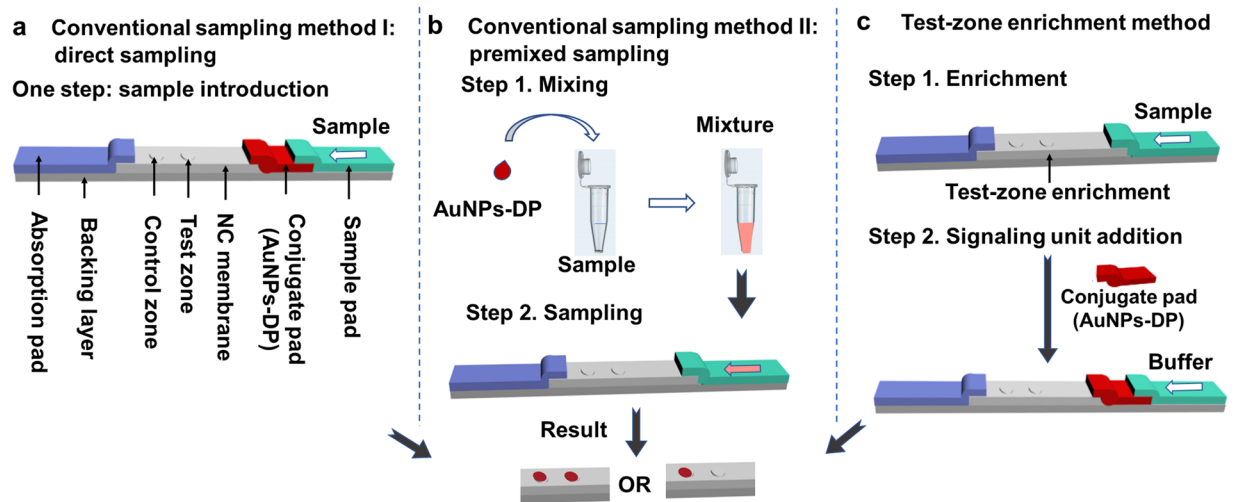 a Conventional sampling method I:
direct sampling
One step: sample introduction
Sample
Absorption pad
Backing layer
Control zone
Test zone
NC membrane
Conjugate pad
(AuNPs-DP)
Sample pad
b Conventional sampling method II:
premixed sampling
Step 1. Mixing
Mixture
AuNPs-DP
Sample
Step 2. Sampling
Result
OR
c Test-zone enrichment method
Step 1. Enrichment
Sample
Test-zone enrichment
Step 2. Signaling unit addition
Conjugate pad
(AuNPs-DP)
Buffer